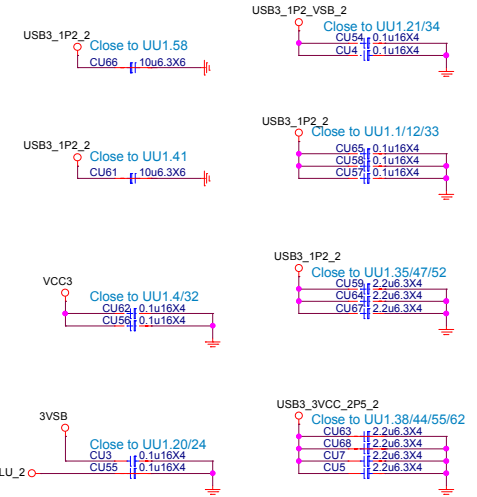 USB3_1P2_2
Close to UU1.58
CU66 10u6.3X6
USB3_1P2_VSB_2
Close to UU1.21/34
CU54 0.1u16X4
CU4 0.1u16X4
USB3_1P2_2
Close to UU1.41
CU61 10u6.3X6
USB3_1P2_2
Close to UU1.1/12/33
CU65 0.1u16X4
CU58 0.1u16X4
CU57 0.1u16X4
VCC3
Close to UU1.4/32
CU62 0.1u16X4
CU56 0.1u16X4
USB3_1P2_2
Close to UU1.35/47/52
CU59 2.2u6.3X4
CU64 2.2u6.3X4
CU67 2.2u6.3X4
3VSB
Close to UU1.20/24
CU3 0.1u16X4
LU_2 CU55 0.1u16X4
USB3_3VCC_2P5_2
Close to UU1.38/44/55/62
CU63 2.2u6.3X4
CU68 2.2u6.3X4
CU7 2.2u6.3X4
CU5 2.2u6.3X4